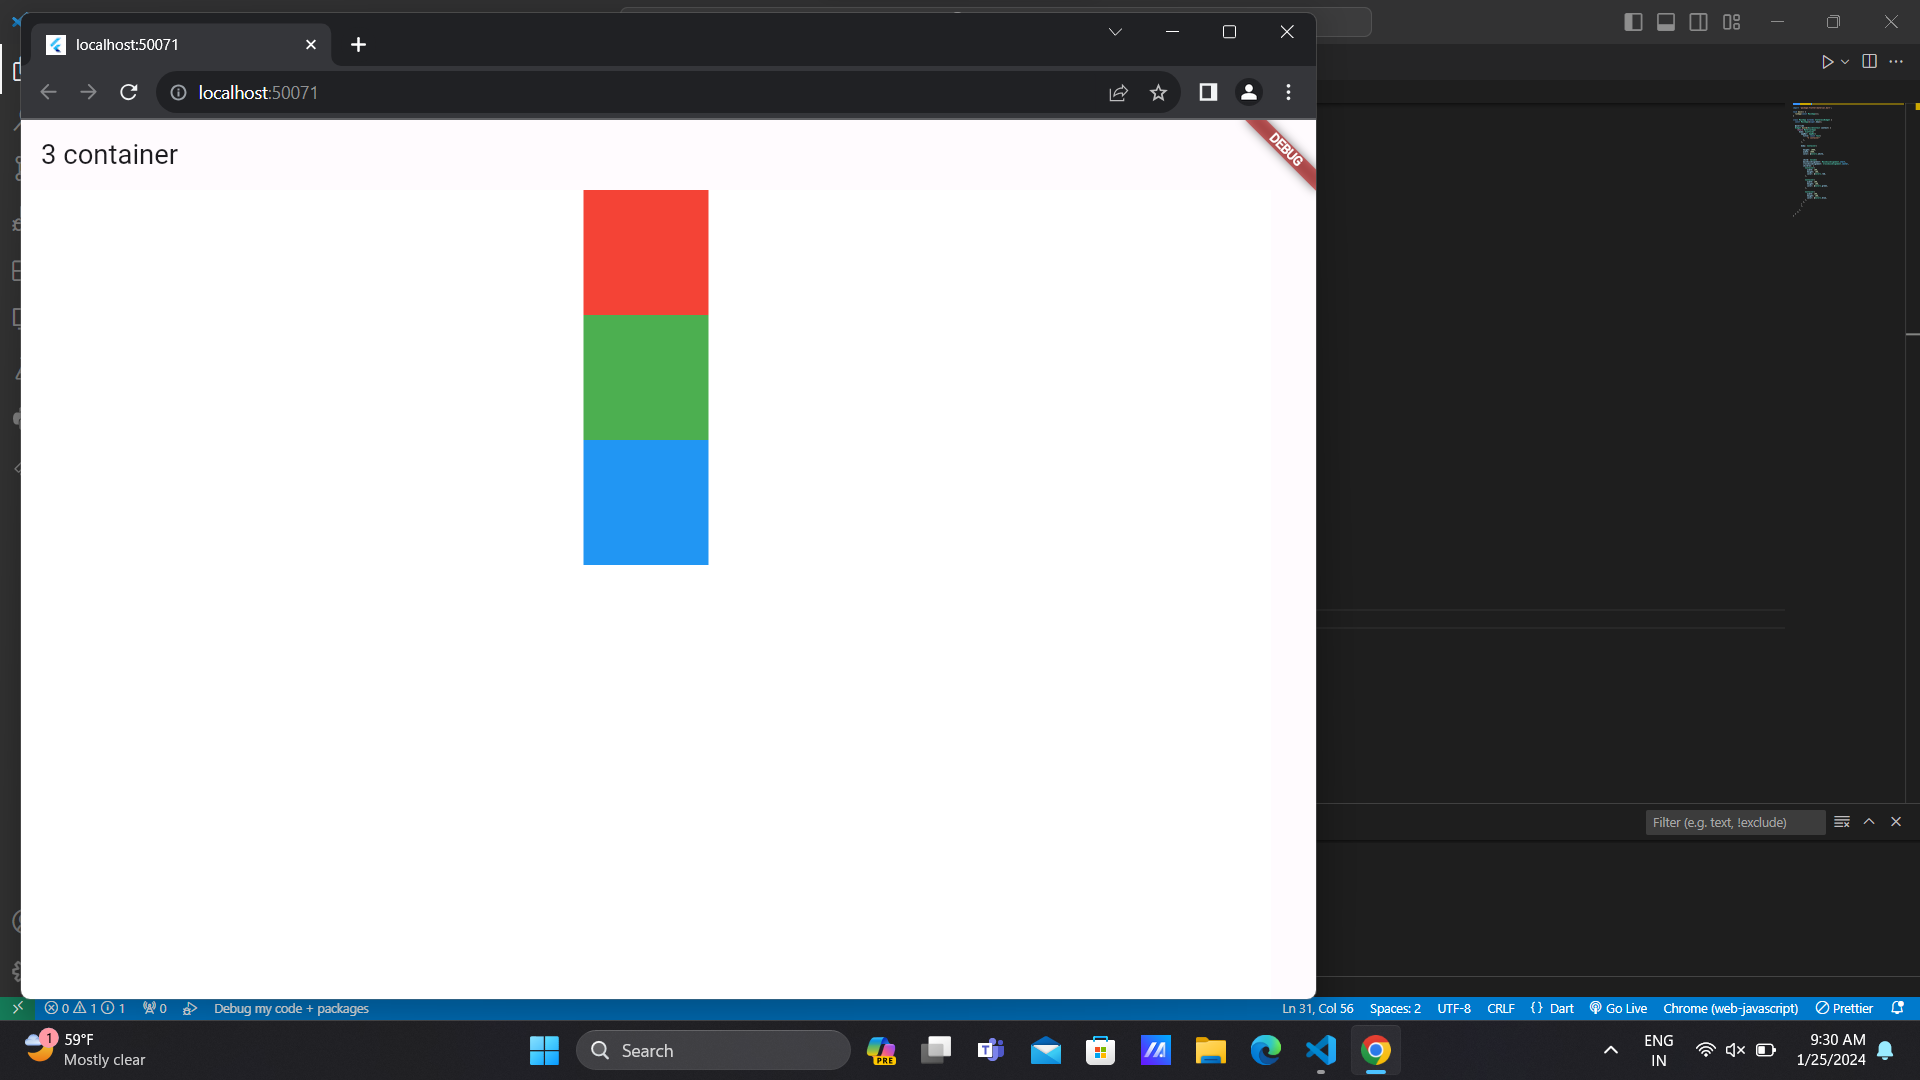 localhost:50071
localhost:50071
3 container
DEBUG
Filter (e.g. text, !exclude)
0 1 1 0 Debug my code + packages
Ln 31, Col 56 Spaces: 2 UTF-8 CRLF {} Dart Go Live Chrome (web-javascript) Prettier
1
59°F
Mostly clear
Search
PRE
T
ENG
IN
9:30 AM
1/25/2024